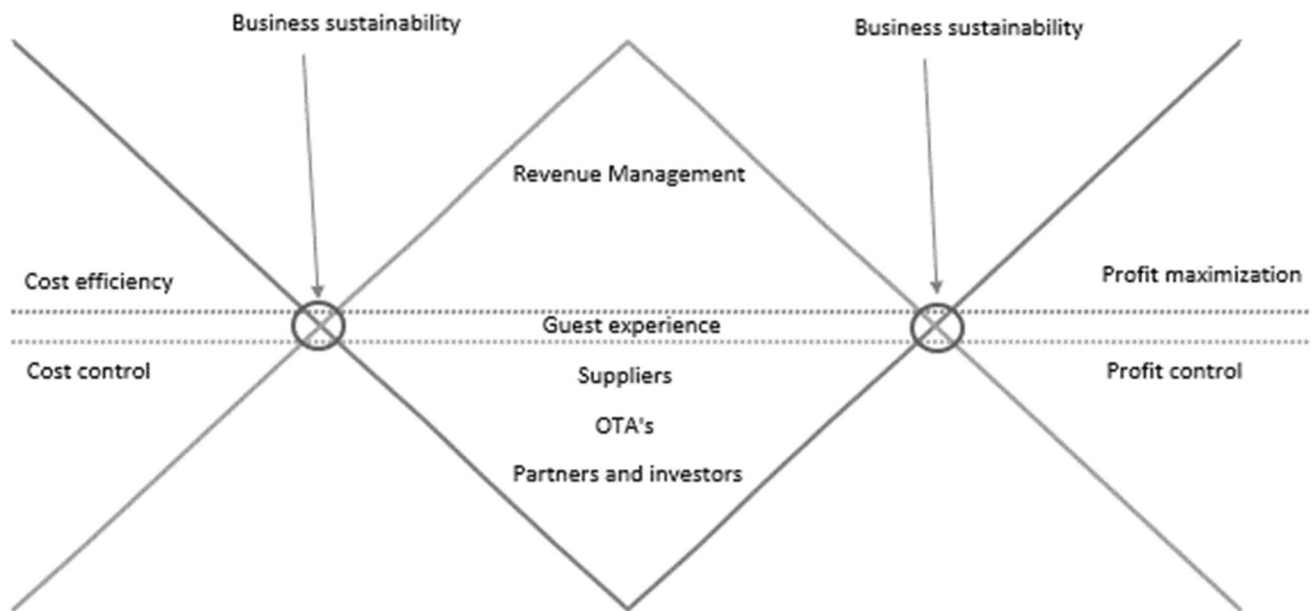 Business sustainability
Business sustainability
Revenue Management
Cost efficiency
Profit maximization
Guest experience
Cost control
Suppliers
Profit control
OTA's
Partners and investors